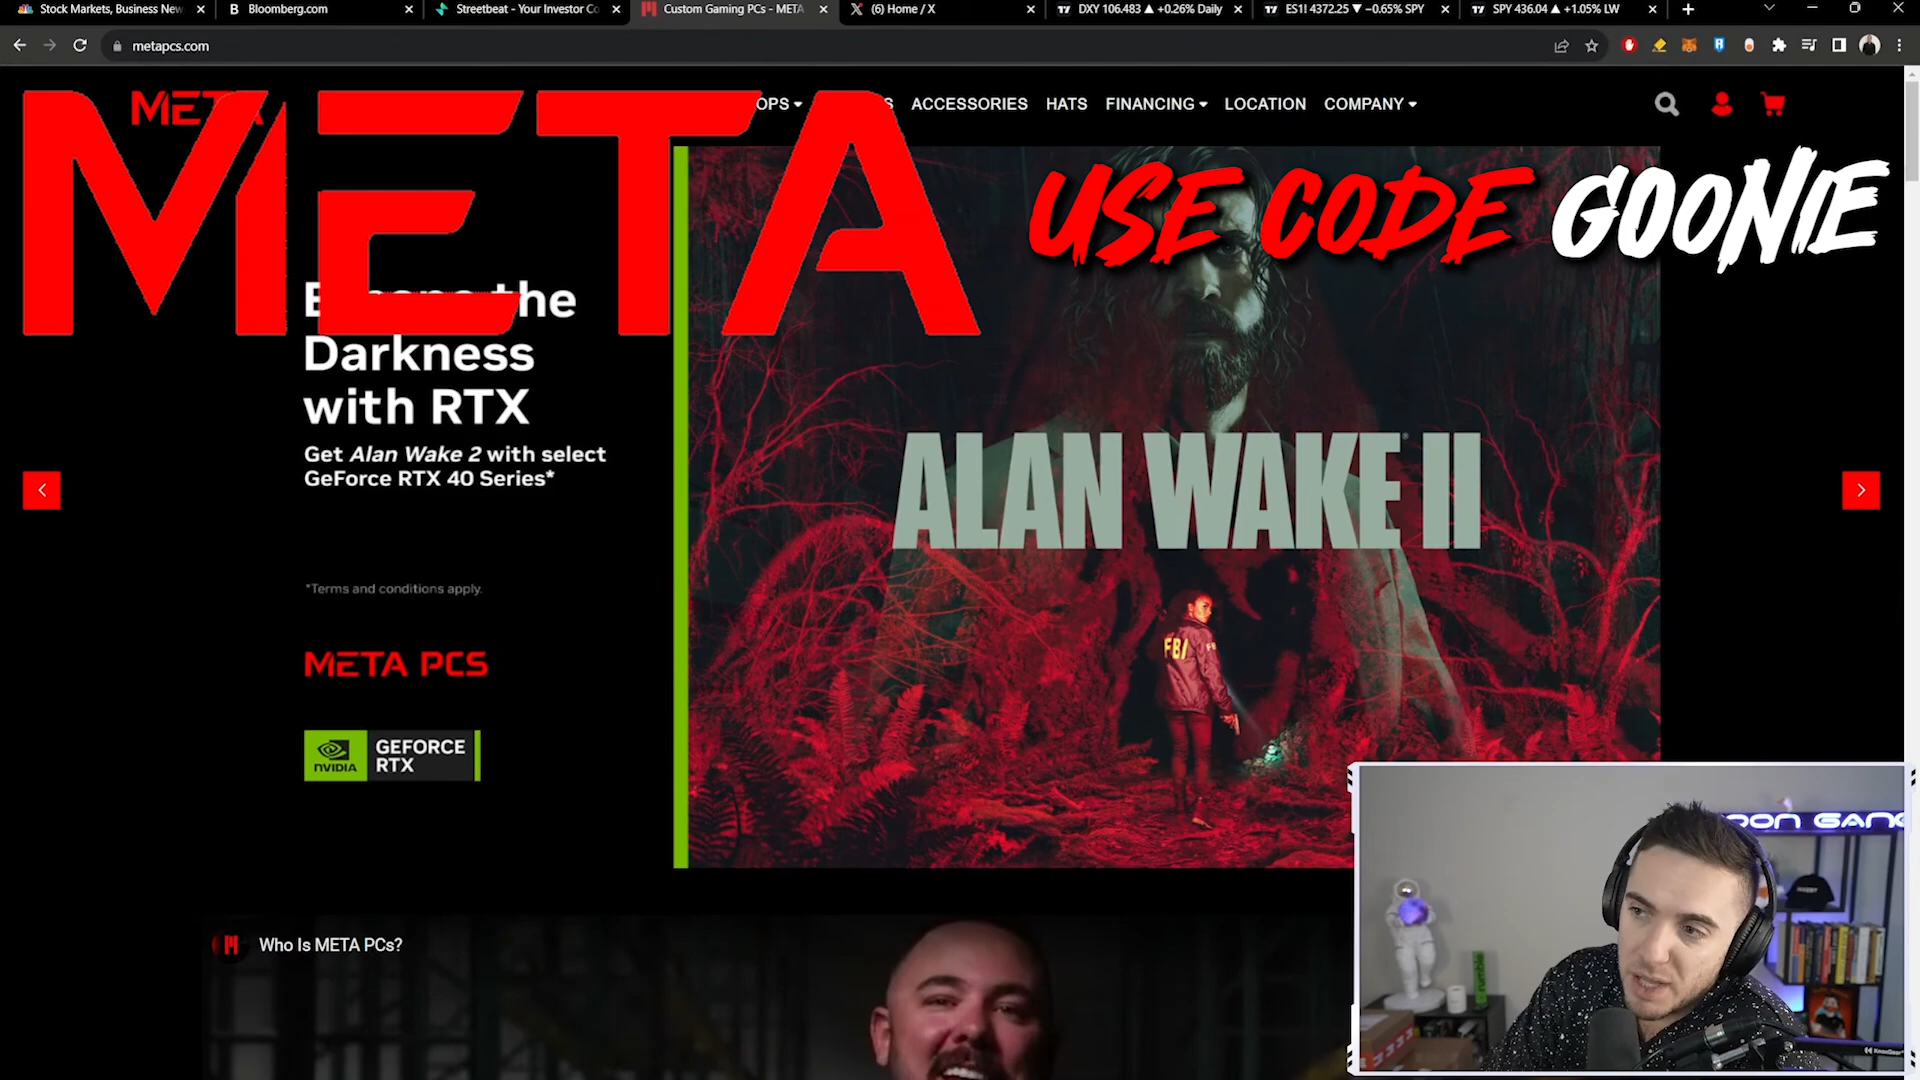 Stock Markets, Business New
Bloomberg.com
Streetbeat - Your Investor Co
Custom Gaming PCs - META
(6) Home / X
DXY 106.483 ▲ +0.26% Daily
ES1! 4372.25 ▼ −0.65% SPY
SPY 436.04 ▲ +1.05% LW
metapcs.com
META
META
OPS
S
ACCESSORIES
HATS
FINANCING
LOCATION
COMPANY
USE CODE GOONIE
the
Darkness
with RTX
Get Alan Wake 2 with select
GeForce RTX 40 Series*
*Terms and conditions apply.
META PCS
NVIDIA
GEFORCE
RTX
ALAN WAKE II
FBI
Who Is META PCs?
OON GANG
rumble